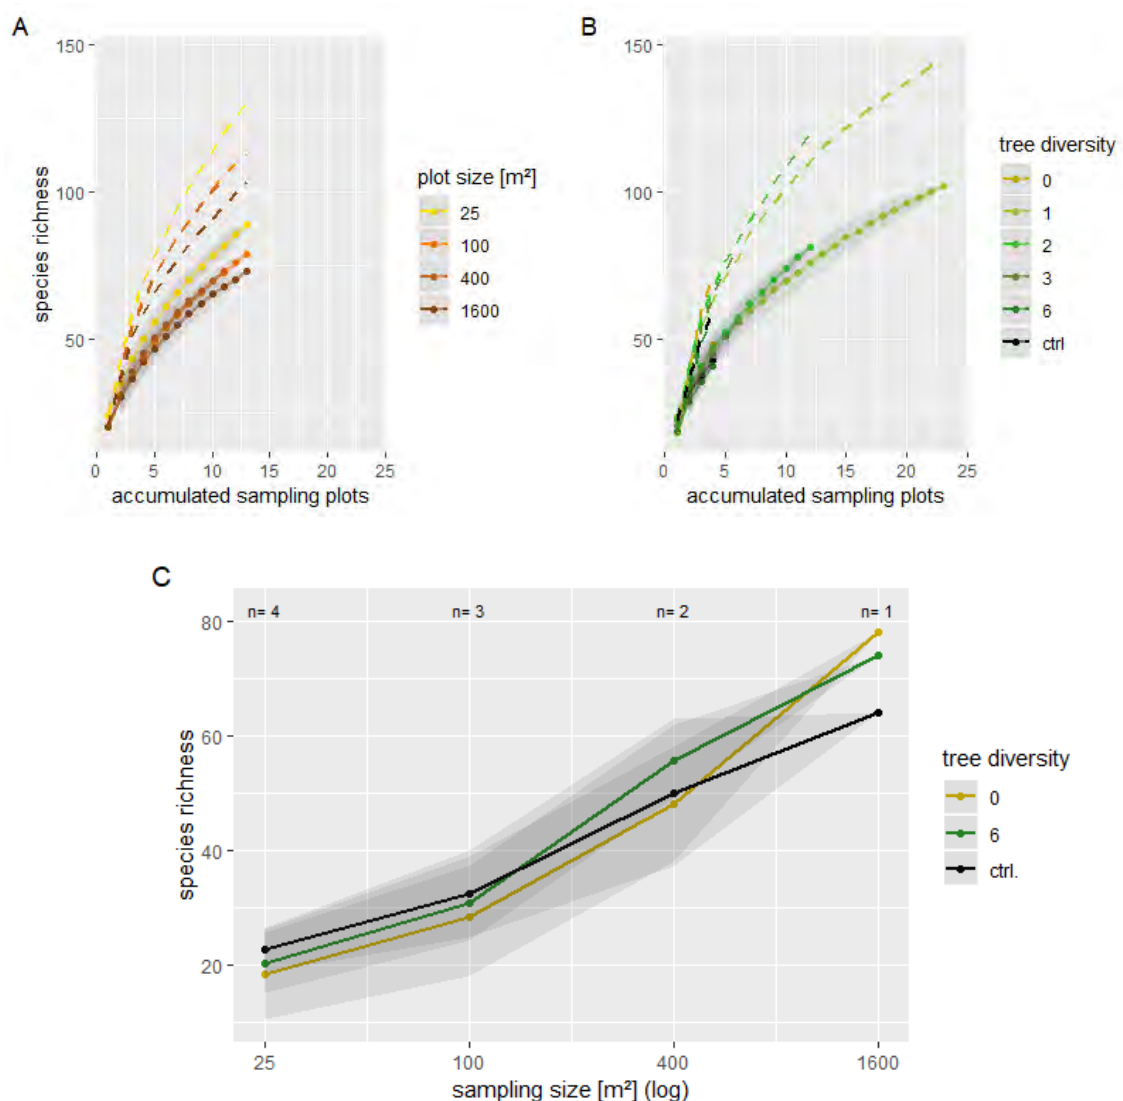 A
150
100
50
species richness
0 5 10 15 20 25
accumulated sampling plots
plot size [m²]
25
100
400
1600
B
150
100
50
0 5 10 15 20 25
accumulated sampling plots
tree diversity
0
1
2
3
6
ctrl
C
n= 4 n= 3 n= 2 n= 1
80
60
40
20
species richness
25 100 400 1600
sampling size [m²] (log)
tree diversity
0
6
ctrl.